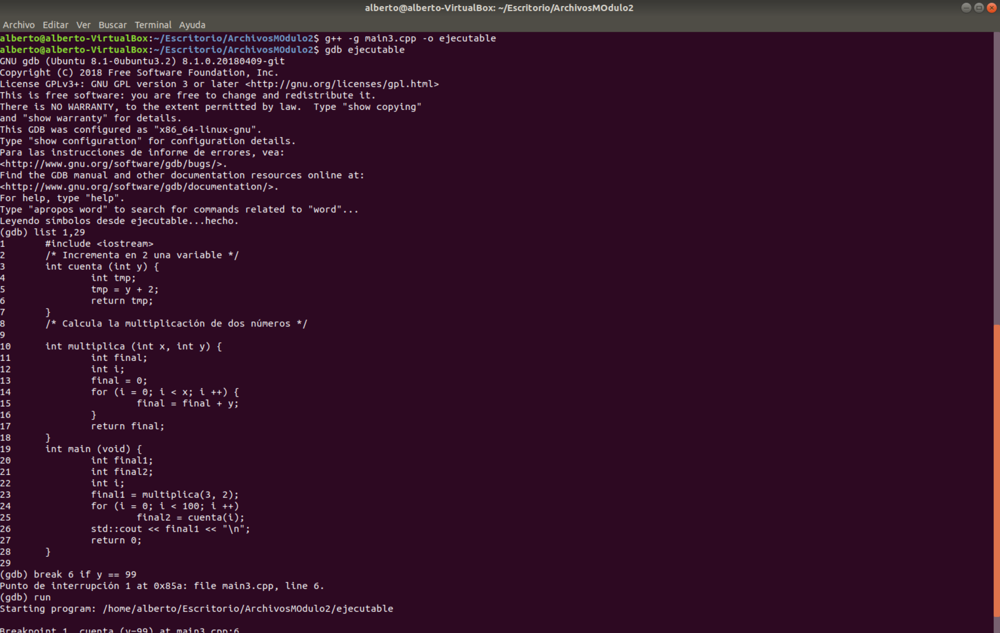 alberto@alberto-VirtualBox: ~/Escritorio/ArchivosMOdulo2
Archivo Editar Ver Buscar Terminal Ayuda
alberto@alberto-VirtualBox:~/Escritorio/ArchivosMOdulo2$ g++ -g main3.cpp -o ejecutable
alberto@alberto-VirtualBox:~/Escritorio/ArchivosMOdulo2$ gdb ejecutable
GNU gdb (Ubuntu 8.1-0ubuntu3.2) 8.1.0.20180409-git
Copyright (C) 2018 Free Software Foundation, Inc.
License GPLv3+: GNU GPL version 3 or later <http://gnu.org/licenses/gpl.html>
This is free software: you are free to change and redistribute it.
There is NO WARRANTY, to the extent permitted by law.  Type "show copying"
and "show warranty" for details.
This GDB was configured as "x86_64-linux-gnu".
Type "show configuration" for configuration details.
Para las instrucciones de informe de errores, vea:
<http://www.gnu.org/software/gdb/bugs/>.
Find the GDB manual and other documentation resources online at:
<http://www.gnu.org/software/gdb/documentation/>.
For help, type "help".
Type "apropos word" to search for commands related to "word"...
Leyendo símbolos desde ejecutable...hecho.
(gdb) list 1,29
1       #include <iostream>
2       /* Incrementa en 2 una variable */
3       int cuenta (int y) {
4               int tmp;
5               tmp = y + 2;
6               return tmp;
7       }
8       /* Calcula la multiplicación de dos números */
9
10      int multiplica (int x, int y) {
11              int final;
12              int i;
13              final = 0;
14              for (i = 0; i < x; i ++) {
15                      final = final + y;
16              }
17              return final;
18      }
19      int main (void) {
20              int final1;
21              int final2;
22              int i;
23              final1 = multiplica(3, 2);
24              for (i = 0; i < 100; i ++)
25                      final2 = cuenta(i);
26              std::cout << final1 << "\n";
27              return 0;
28      }
29
(gdb) break 6 if y == 99
Punto de interrupción 1 at 0x85a: file main3.cpp, line 6.
(gdb) run
Starting program: /home/alberto/Escritorio/ArchivosMOdulo2/ejecutable
Breakpoint 1, cuenta (y=99) at main3.cpp:6